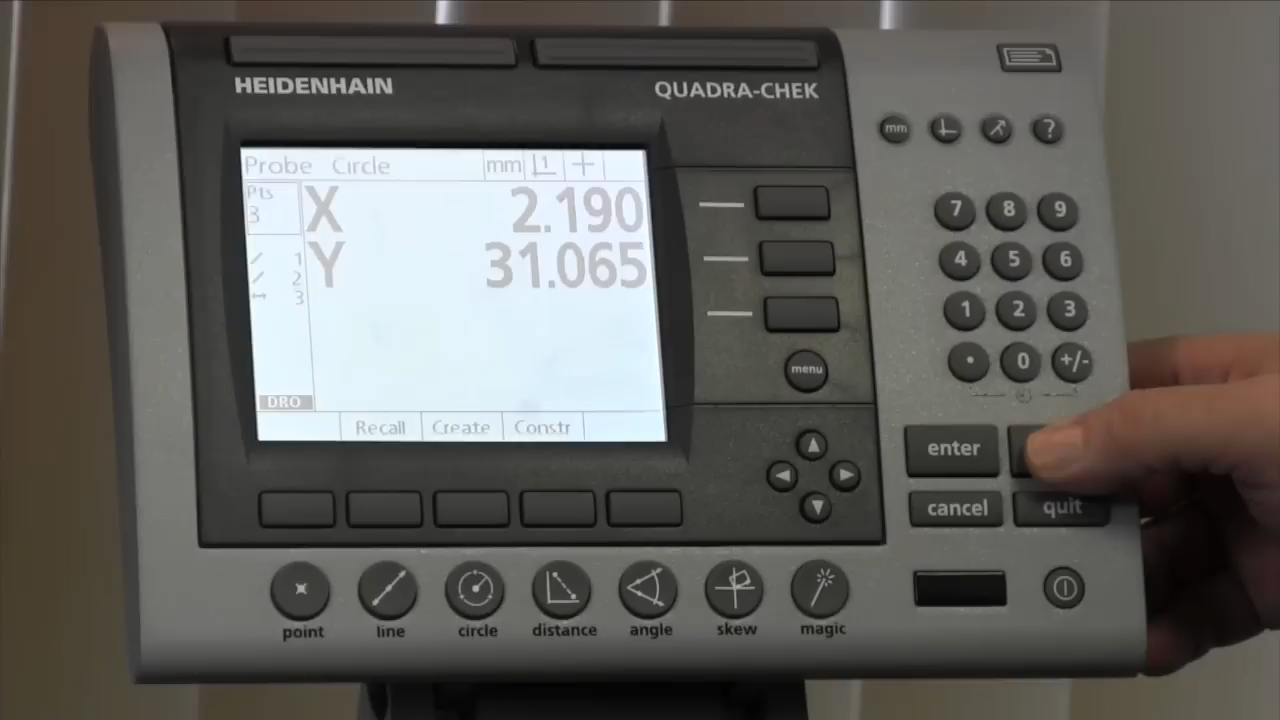 HEIDENHAIN
QUADRA-CHEK
Probe Circle mm 1
Pts
3
X 2.190
Y 31.065
1
2
3
DRO
Recall Create Constr
mm ?
7 8 9
4 5 6
1 2 3
. 0 +/-
menu
enter
cancel quit
point line circle distance angle skew magic